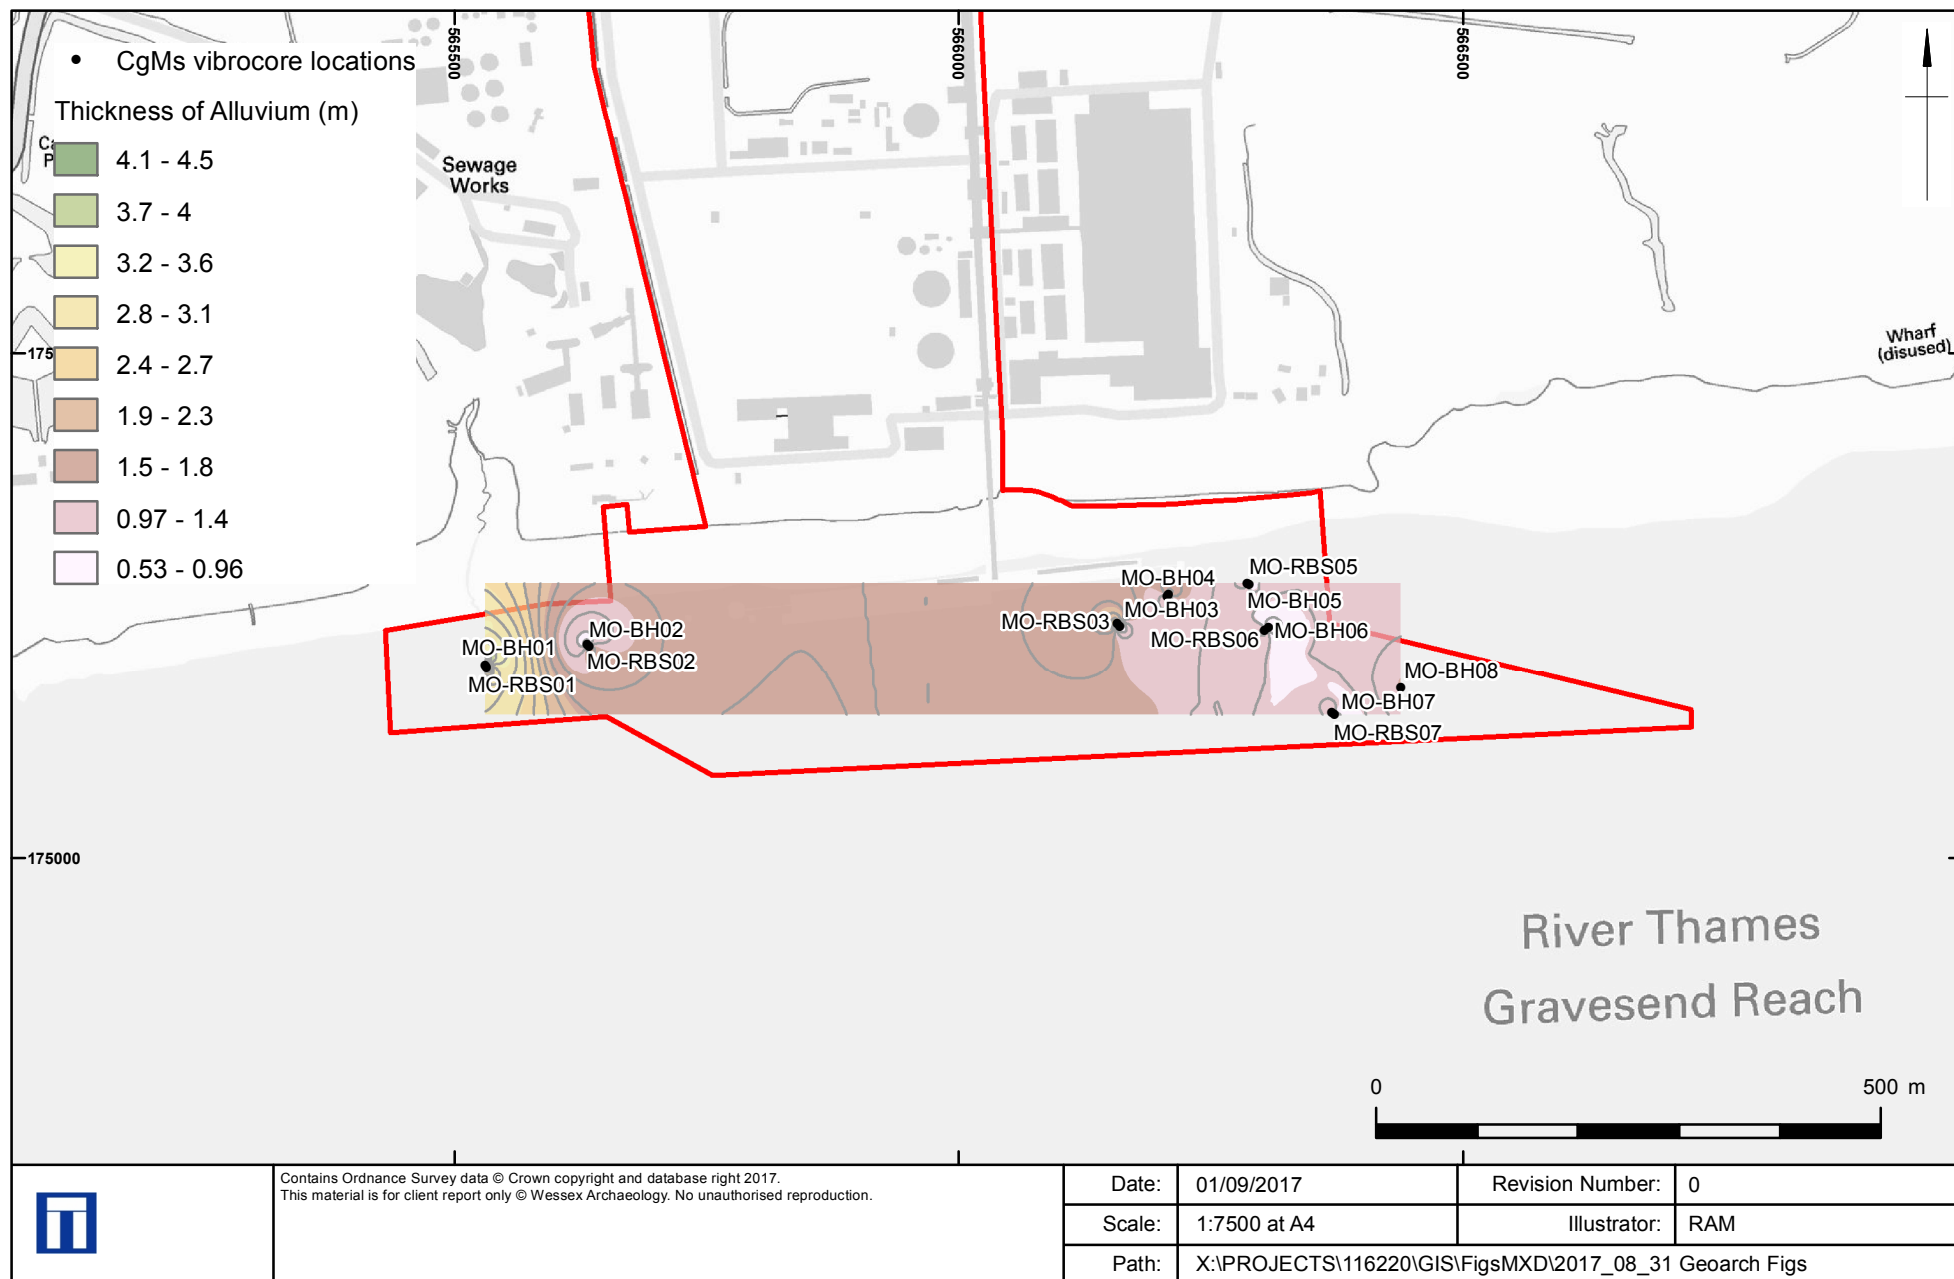 CgMs vibrocore locations
Thickness of Alluvium (m)
4.1 - 4.5
3.7 - 4
3.2 - 3.6
2.8 - 3.1
2.4 - 2.7
1.9 - 2.3
1.5 - 1.8
0.97 - 1.4
0.53 - 0.96
565500
566000
566500
Sewage
Works
Wharf
(disused)
175000
MO-BH01
MO-RBS01
MO-BH02
MO-RBS02
MO-RBS03
MO-BH03
MO-BH04
MO-RBS05
MO-BH05
MO-RBS06
MO-BH06
MO-BH08
MO-BH07
MO-RBS07
River Thames
Gravesend Reach
0 500 m
Contains Ordnance Survey data © Crown copyright and database right 2017.
This material is for client report only © Wessex Archaeology. No unauthorised reproduction.
Date: 01/09/2017 Revision Number: 0
Scale: 1:7500 at A4 Illustrator: RAM
Path: X:\PROJECTS\116220\GIS\FigsMXD\2017_08_31 Geoarch Figs